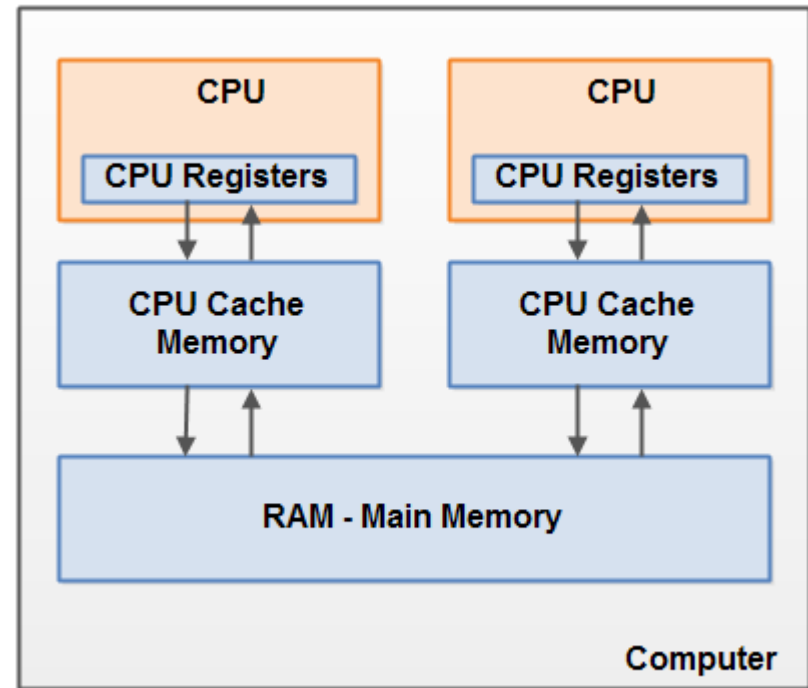 CPU
CPU
CPU Registers
CPU Registers
CPU Cache
Memory
CPU Cache
Memory
RAM - Main Memory
Computer